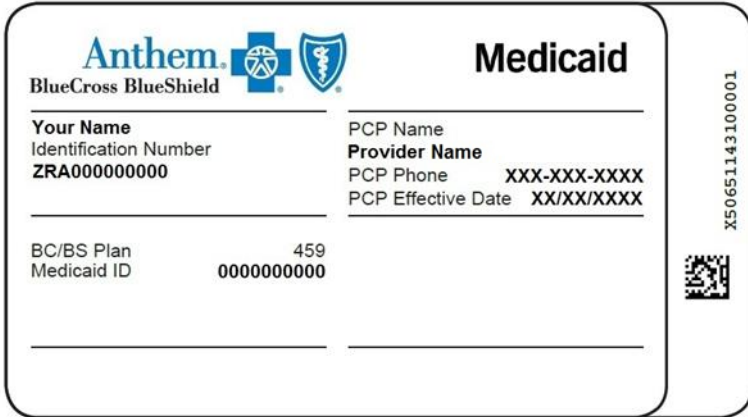 Anthem.
BlueCross BlueShield
Medicaid
Your Name
Identification Number
ZRA000000000
PCP Name
Provider Name
PCP Phone XXX-XXX-XXXX
PCP Effective Date XX/XX/XXXX
BC/BS Plan 459
Medicaid ID 0000000000
X50651143100001